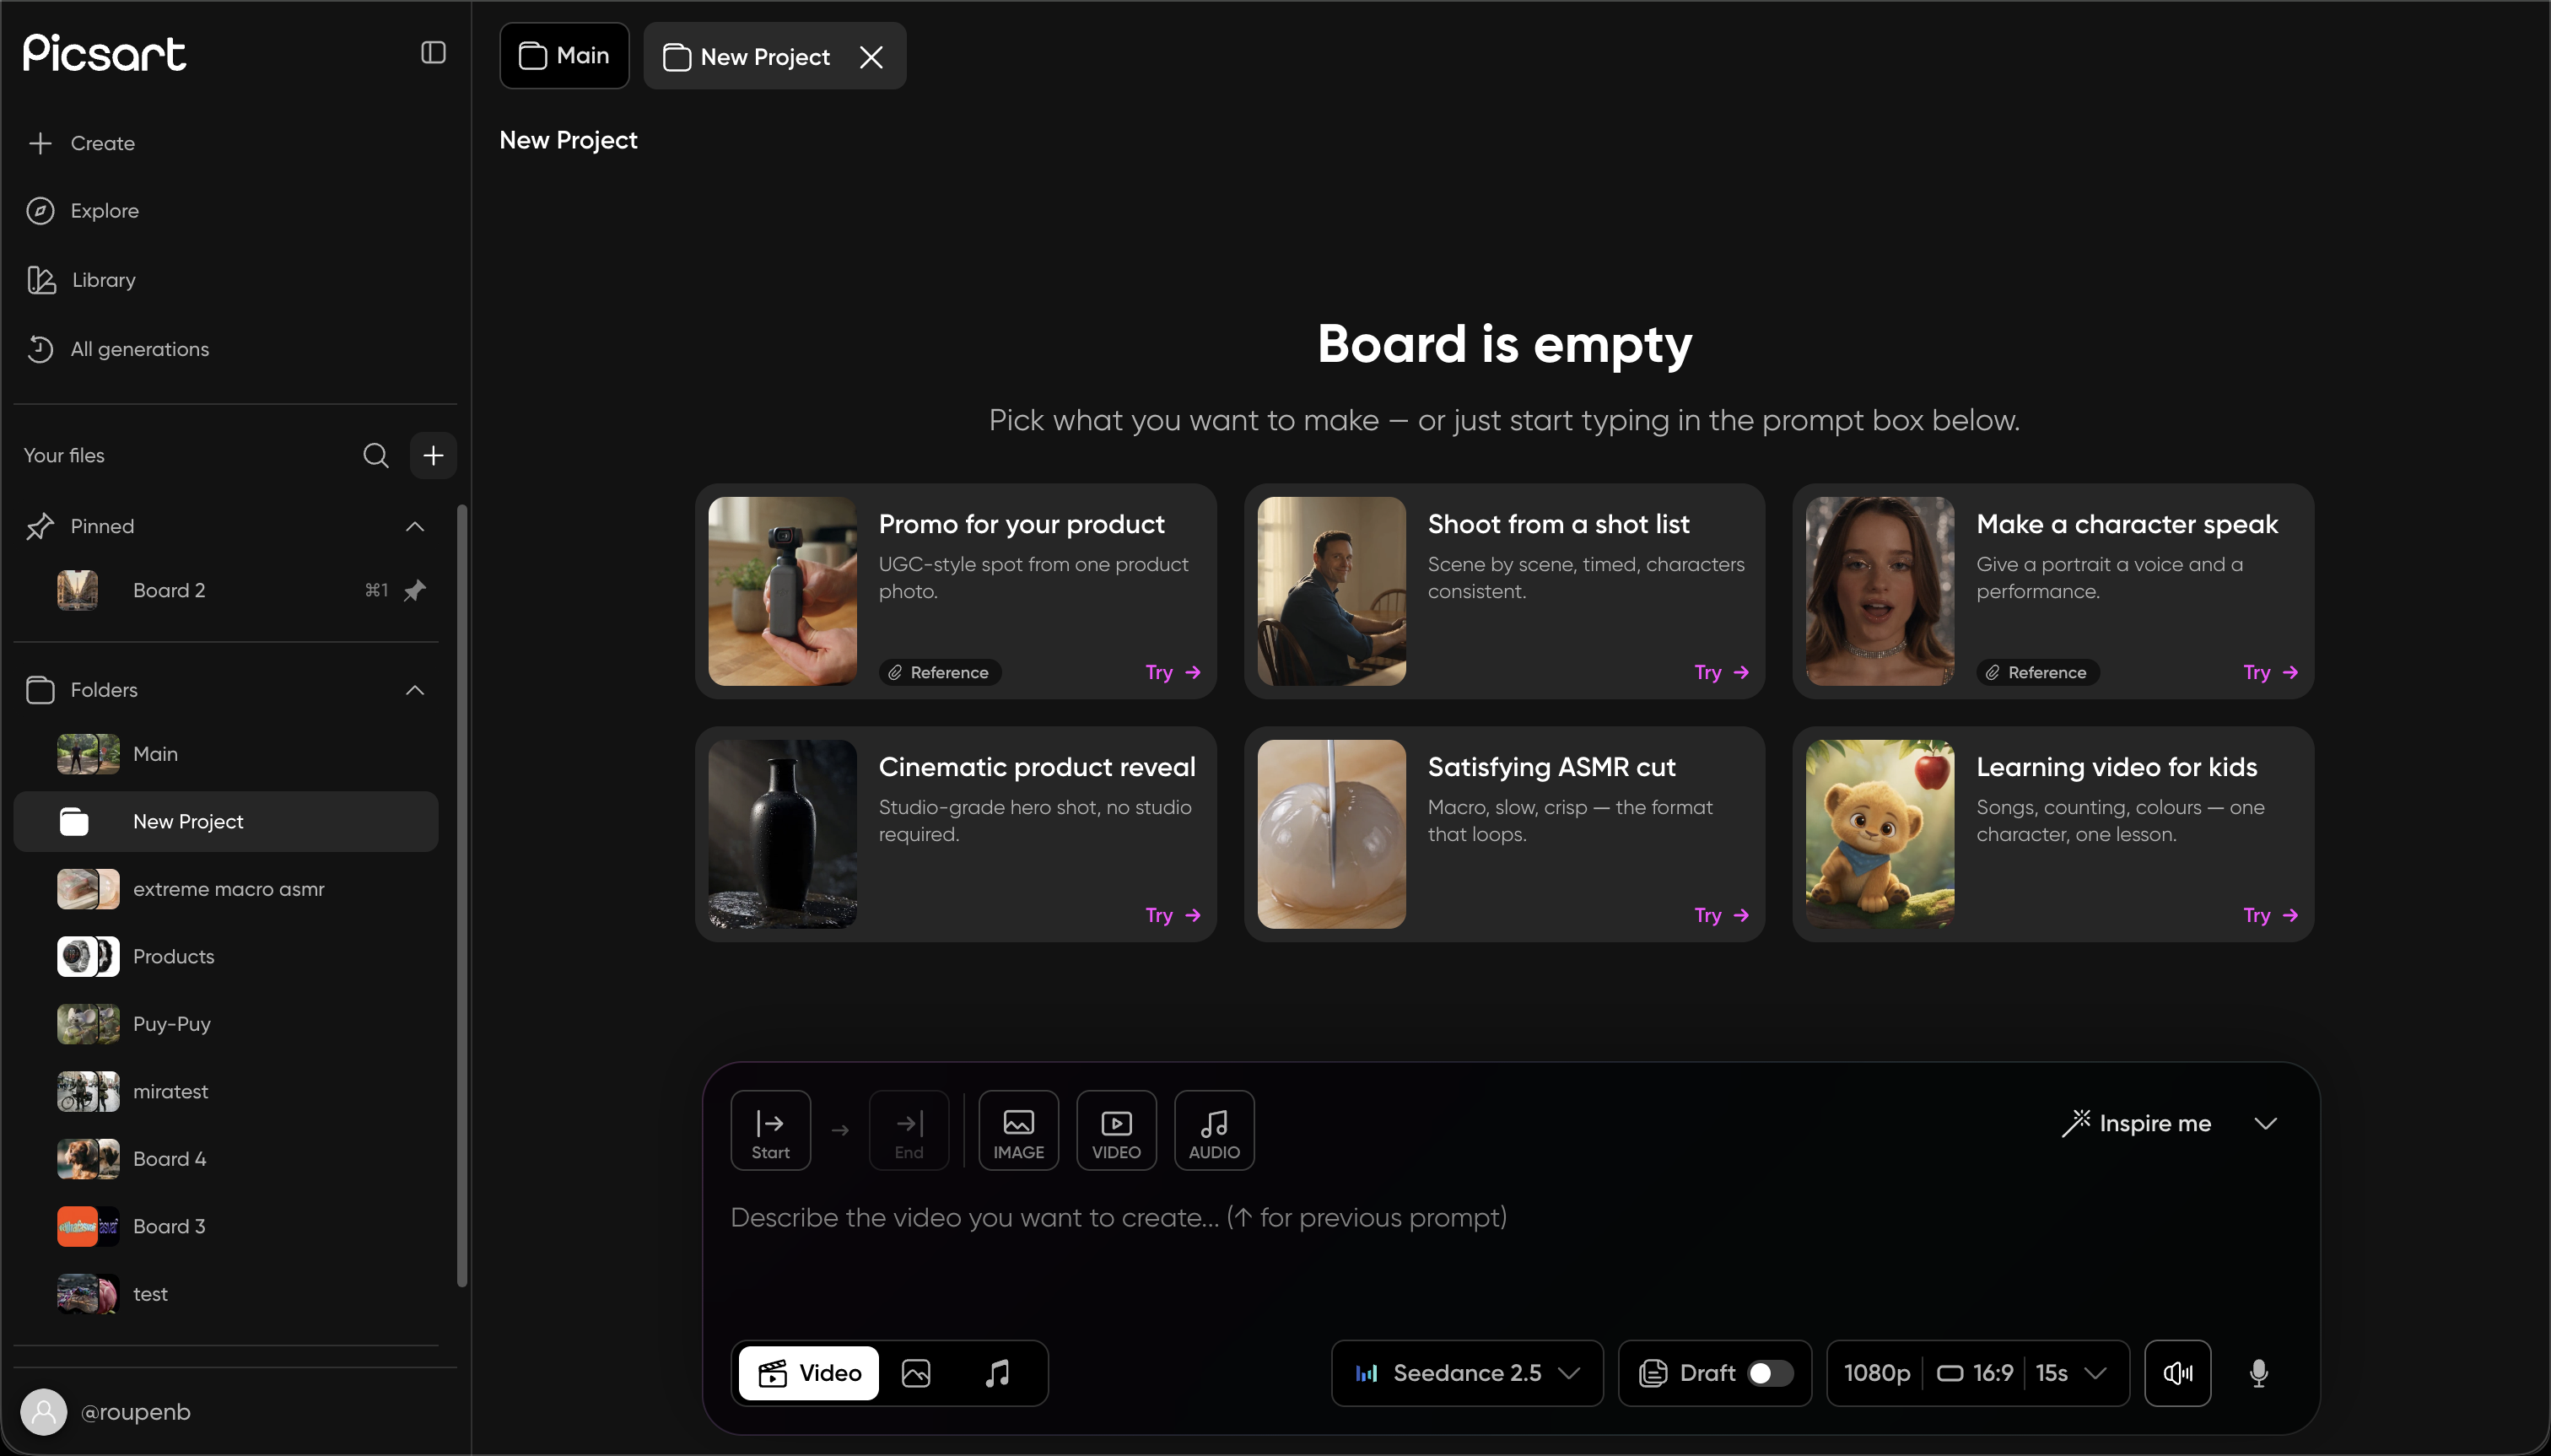 Picsart
Create
Explore
Library
All generations
Your files
Pinned
Board 2 ⌘1
Folders
Main
New Project
extreme macro asmr
Products
Puy-Puy
miratest
Board 4
Board 3
test
@roupenb
Main
New Project
New Project
Board is empty
Pick what you want to make — or just start typing in the prompt box below.
Promo for your product
UGC-style spot from one product
photo.
Reference
Try →
Shoot from a shot list
Scene by scene, timed, characters
consistent.
Try →
Make a character speak
Give a portrait a voice and a
performance.
Reference
Try →
Cinematic product reveal
Studio-grade hero shot, no studio
required.
Try →
Satisfying ASMR cut
Macro, slow, crisp — the format
that loops.
Try →
Learning video for kids
Songs, counting, colours — one
character, one lesson.
Try →
Start
End
IMAGE
VIDEO
AUDIO
Inspire me
Describe the video you want to create... (↑ for previous prompt)
Video
Seedance 2.5
Draft
1080p
16:9
15s